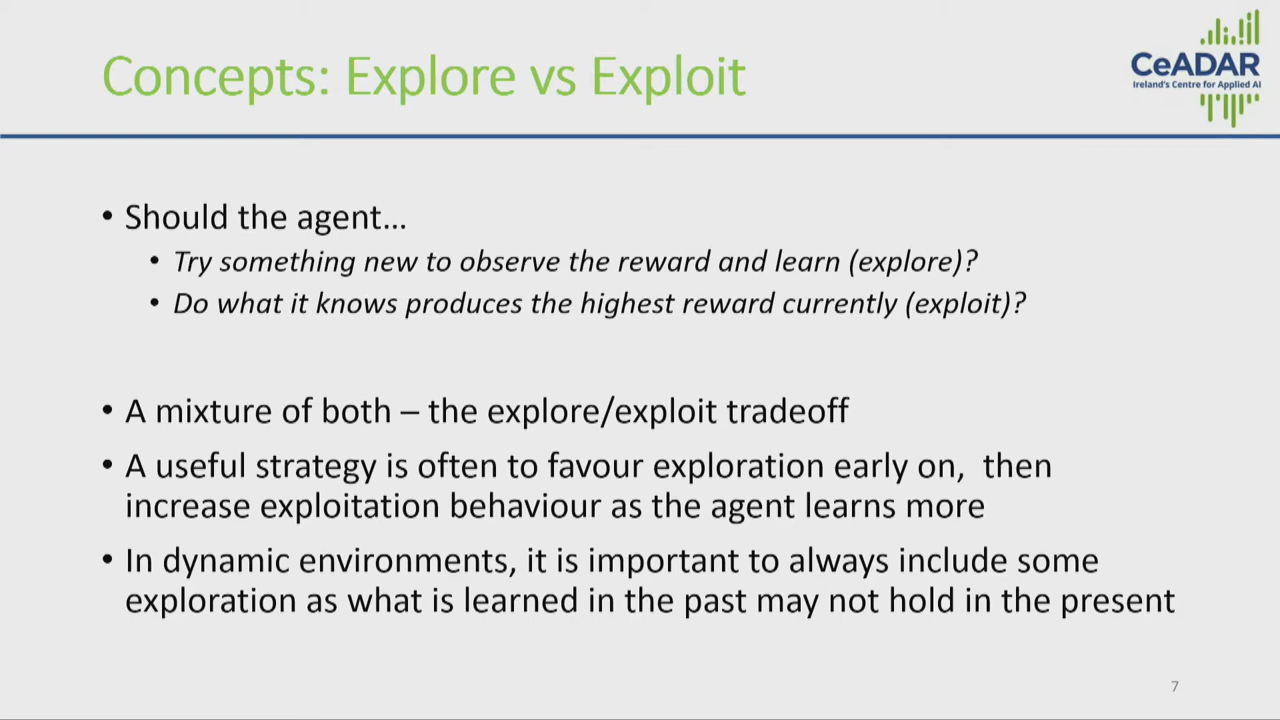 Concepts: Explore vs Exploit
CeADAR
Ireland's Centre for Applied AI
• Should the agent…
• Try something new to observe the reward and learn (explore)?
• Do what it knows produces the highest reward currently (exploit)?
• A mixture of both – the explore/exploit tradeoff
• A useful strategy is often to favour exploration early on, then
increase exploitation behaviour as the agent learns more
• In dynamic environments, it is important to always include some
exploration as what is learned in the past may not hold in the present
7